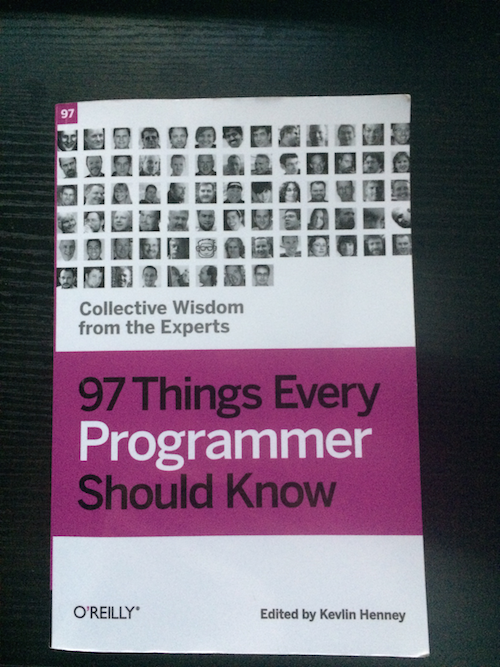 97
Collective Wisdom
from the Experts
97 Things Every
Programmer
Should Know
O'REILLY®
Edited by Kevlin Henney